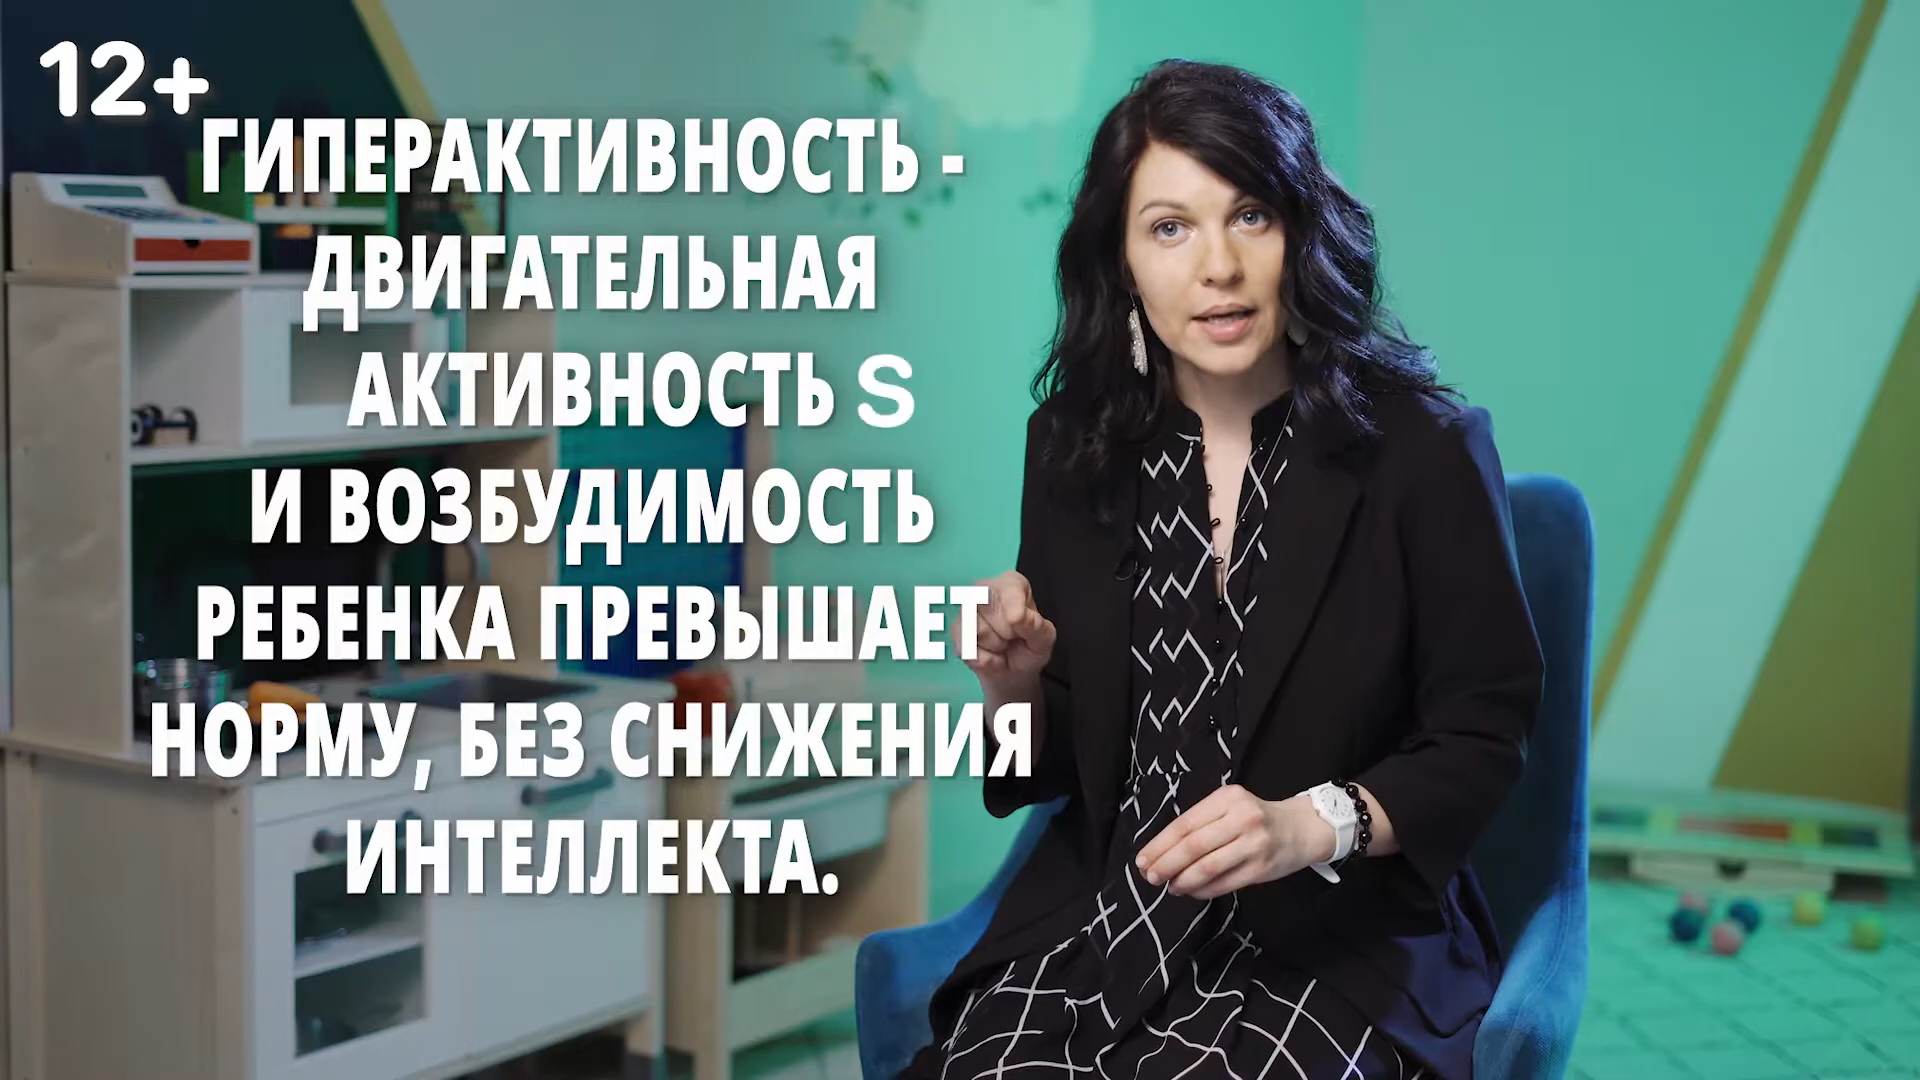 12+
ГИПЕРАКТИВНОСТЬ -
ДВИГАТЕЛЬНАЯ
АКТИВНОСТЬ S
И ВОЗБУДИМОСТЬ
РЕБЕНКА ПРЕВЫШАЕТ
НОРМУ, БЕЗ СНИЖЕНИЯ
ИНТЕЛЛЕКТА.